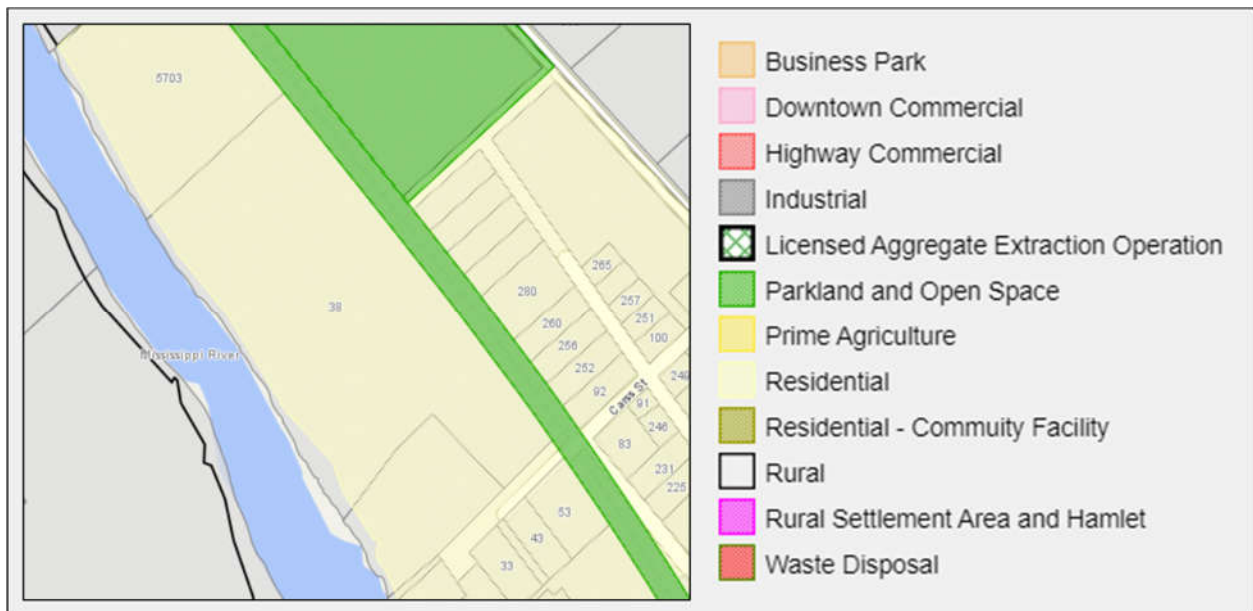 5703
38
Mississippi River
280
260
256
252
92
Carss St
265
257
251
100
91
246
83
231
225
53
43
33
Business Park
Downtown Commercial
Highway Commercial
Industrial
Licensed Aggregate Extraction Operation
Parkland and Open Space
Prime Agriculture
Residential
Residential - Commuity Facility
Rural
Rural Settlement Area and Hamlet
Waste Disposal